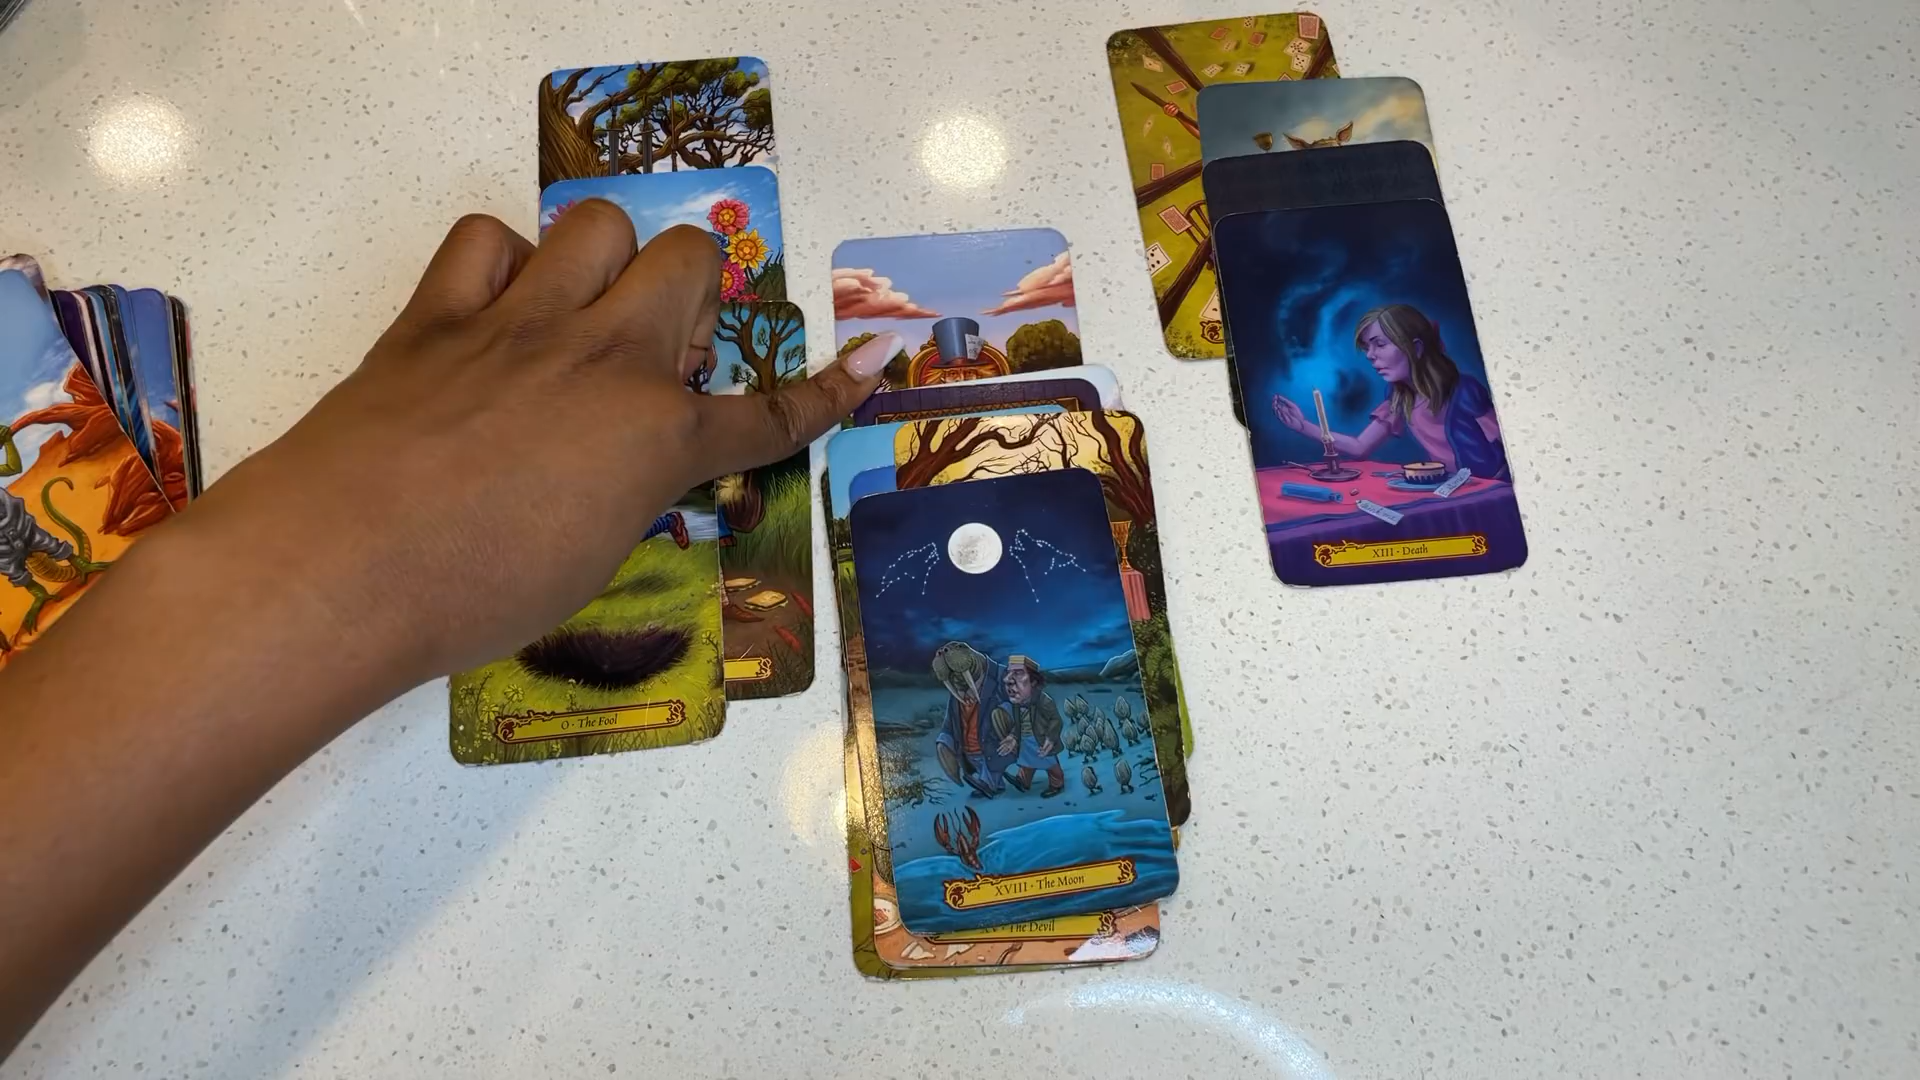 XIII · Death
0 · The Fool
XVIII · The Moon
The Devil